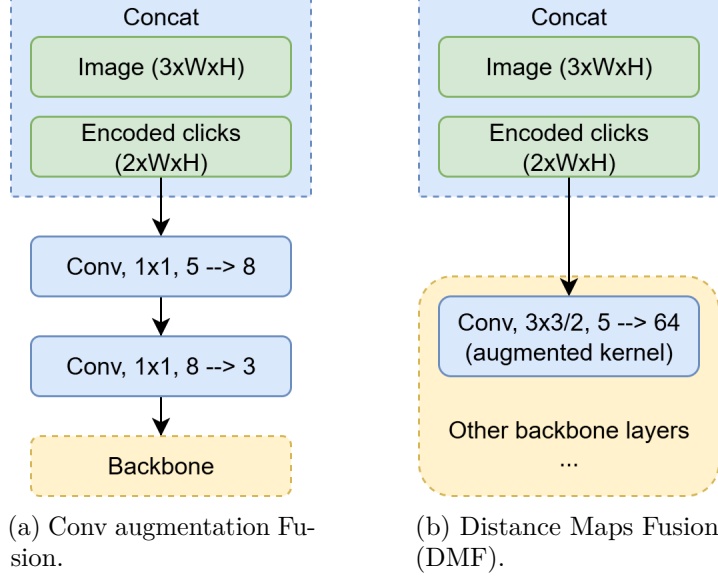 Concat
Image (3xWxH)
Encoded clicks
(2xWxH)
Conv, 1x1, 5 --> 8
Conv, 1x1, 8 --> 3
Backbone
(a) Conv augmentation Fu-
sion.
Concat
Image (3xWxH)
Encoded clicks
(2xWxH)
Conv, 3x3/2, 5 --> 64
(augmented kernel)
Other backbone layers
...
(b) Distance Maps Fusion
(DMF).